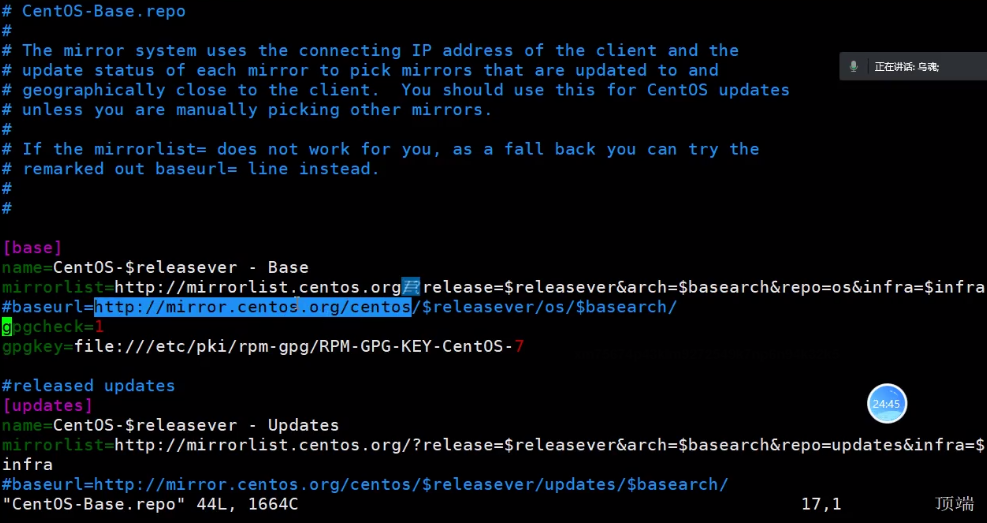 # CentOS-Base.repo
#
# The mirror system uses the connecting IP address of the client and the
# update status of each mirror to pick mirrors that are updated to and
# geographically close to the client.  You should use this for CentOS updates
# unless you are manually picking other mirrors.
#
# If the mirrorlist= does not work for you, as a fall back you can try the
# remarked out baseurl= line instead.
#
#
[base]
name=CentOS-$releasever - Base
mirrorlist=http://mirrorlist.centos.org/?release=$releasever&arch=$basearch&repo=os&infra=$infra
#baseurl=http://mirror.centos.org/centos/$releasever/os/$basearch/
gpgcheck=1
gpgkey=file:///etc/pki/rpm-gpg/RPM-GPG-KEY-CentOS-7
#released updates
[updates]
name=CentOS-$releasever - Updates
mirrorlist=http://mirrorlist.centos.org/?release=$releasever&arch=$basearch&repo=updates&infra=$
infra
#baseurl=http://mirror.centos.org/centos/$releasever/updates/$basearch/
"CentOS-Base.repo" 44L, 1664C 17,1 顶端
正在讲话: 乌魂;
24:45